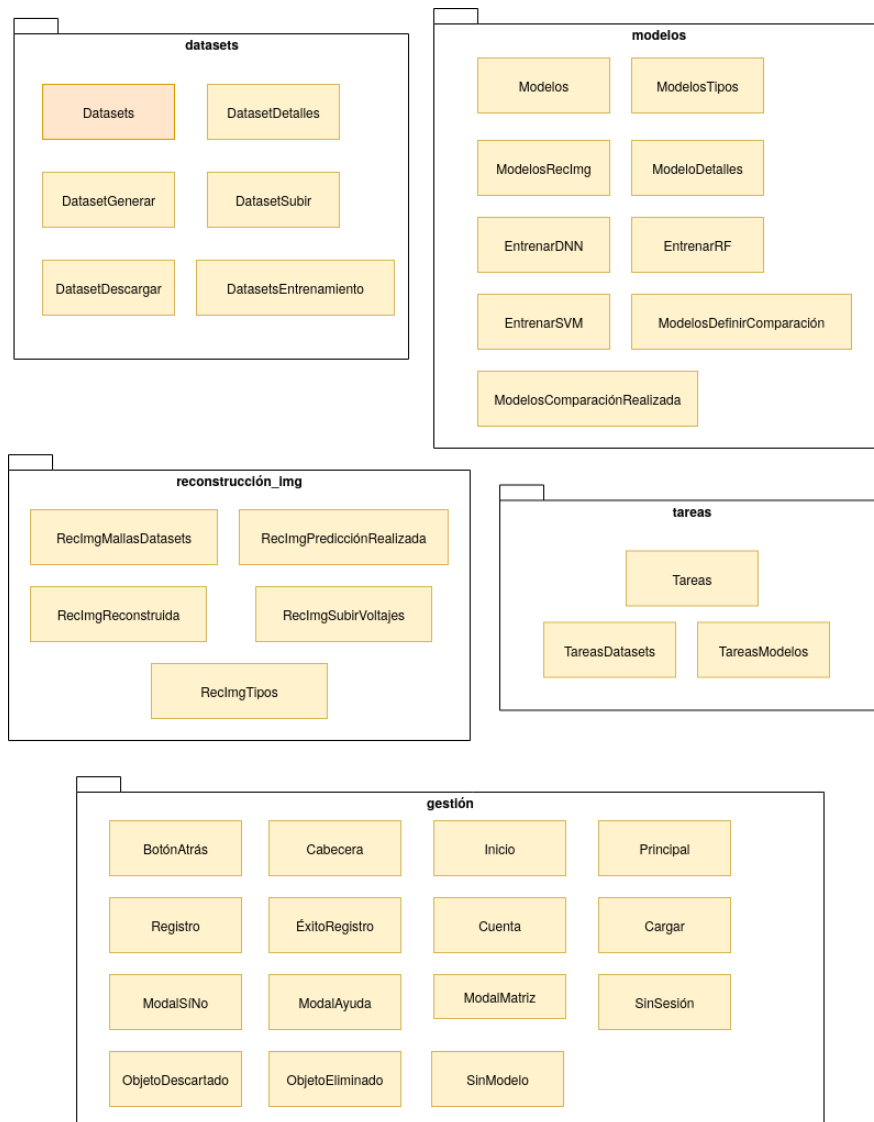 datasets
Datasets
DatasetDetalles
DatasetGenerar
DatasetSubir
DatasetDescargar
DatasetsEntrenamiento
modelos
Modelos
ModelosTipos
ModelosRecImg
ModeloDetalles
EntrenarDNN
EntrenarRF
EntrenarSVM
ModelosDefinirComparación
ModelosComparaciónRealizada
reconstrucción_img
RecImgMallasDatasets
RecImgPredicciónRealizada
RecImgReconstruida
RecImgSubirVoltajes
RecImgTipos
tareas
Tareas
TareasDatasets
TareasModelos
gestión
BotónAtrás
Cabecera
Inicio
Principal
Registro
ÉxitoRegistro
Cuenta
Cargar
ModalSíNo
ModalAyuda
ModalMatriz
SinSesión
ObjetoDescartado
ObjetoEliminado
SinModelo